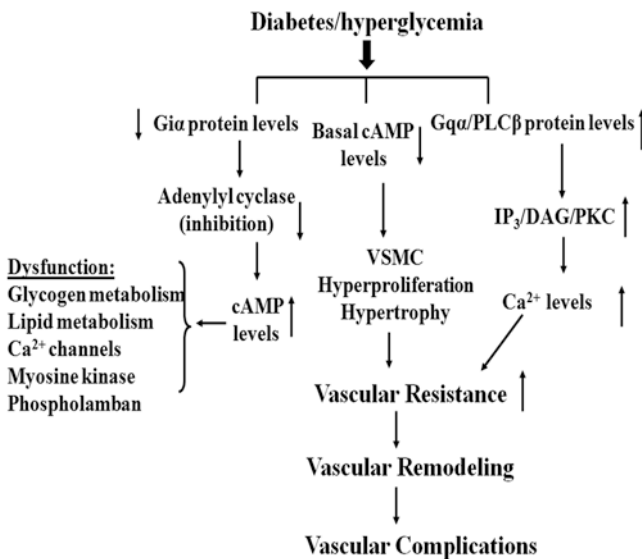 Diabetes/hyperglycemia
Giα protein levels
Basal cAMP
levels
Gqα/PLCβ protein levels
Adenylyl cyclase
(inhibition)
IP₃/DAG/PKC
VSMC
Hyperproliferation
Hypertrophy
Dysfunction:
Glycogen metabolism
Lipid metabolism
Ca²⁺ channels
Myosine kinase
Phospholamban
cAMP
levels
Ca²⁺ levels
Vascular Resistance
Vascular Remodeling
Vascular Complications